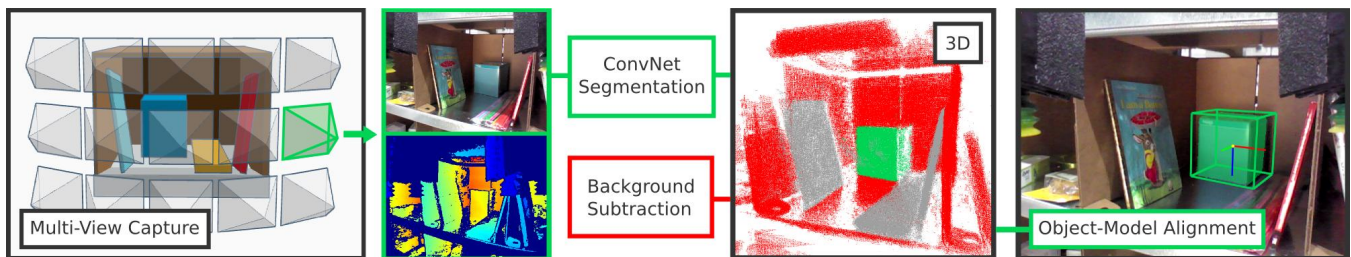 Multi-View Capture
ConvNet
Segmentation
Background
Subtraction
3D
Object-Model Alignment